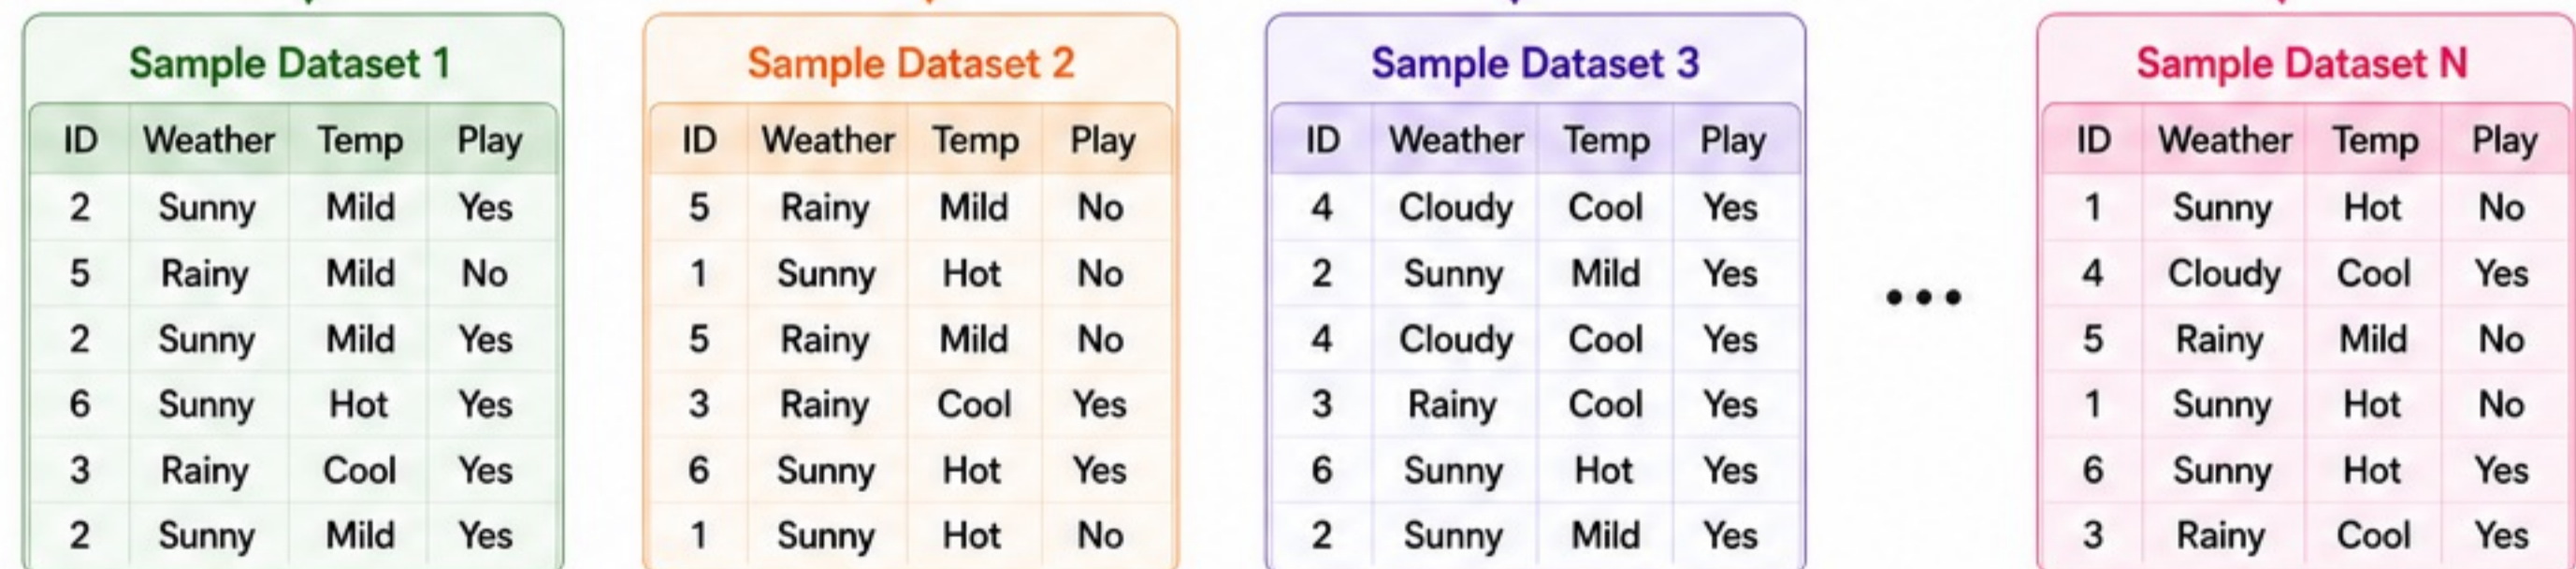 Sample Dataset 1
ID Weather Temp Play
2 Sunny Mild Yes
5 Rainy Mild No
2 Sunny Mild Yes
6 Sunny Hot Yes
3 Rainy Cool Yes
2 Sunny Mild Yes
Sample Dataset 2
ID Weather Temp Play
5 Rainy Mild No
1 Sunny Hot No
5 Rainy Mild No
3 Rainy Cool Yes
6 Sunny Hot Yes
1 Sunny Hot No
Sample Dataset 3
ID Weather Temp Play
4 Cloudy Cool Yes
2 Sunny Mild Yes
4 Cloudy Cool Yes
3 Rainy Cool Yes
6 Sunny Hot Yes
2 Sunny Mild Yes
...
Sample Dataset N
ID Weather Temp Play
1 Sunny Hot No
4 Cloudy Cool Yes
5 Rainy Mild No
1 Sunny Hot No
6 Sunny Hot Yes
3 Rainy Cool Yes